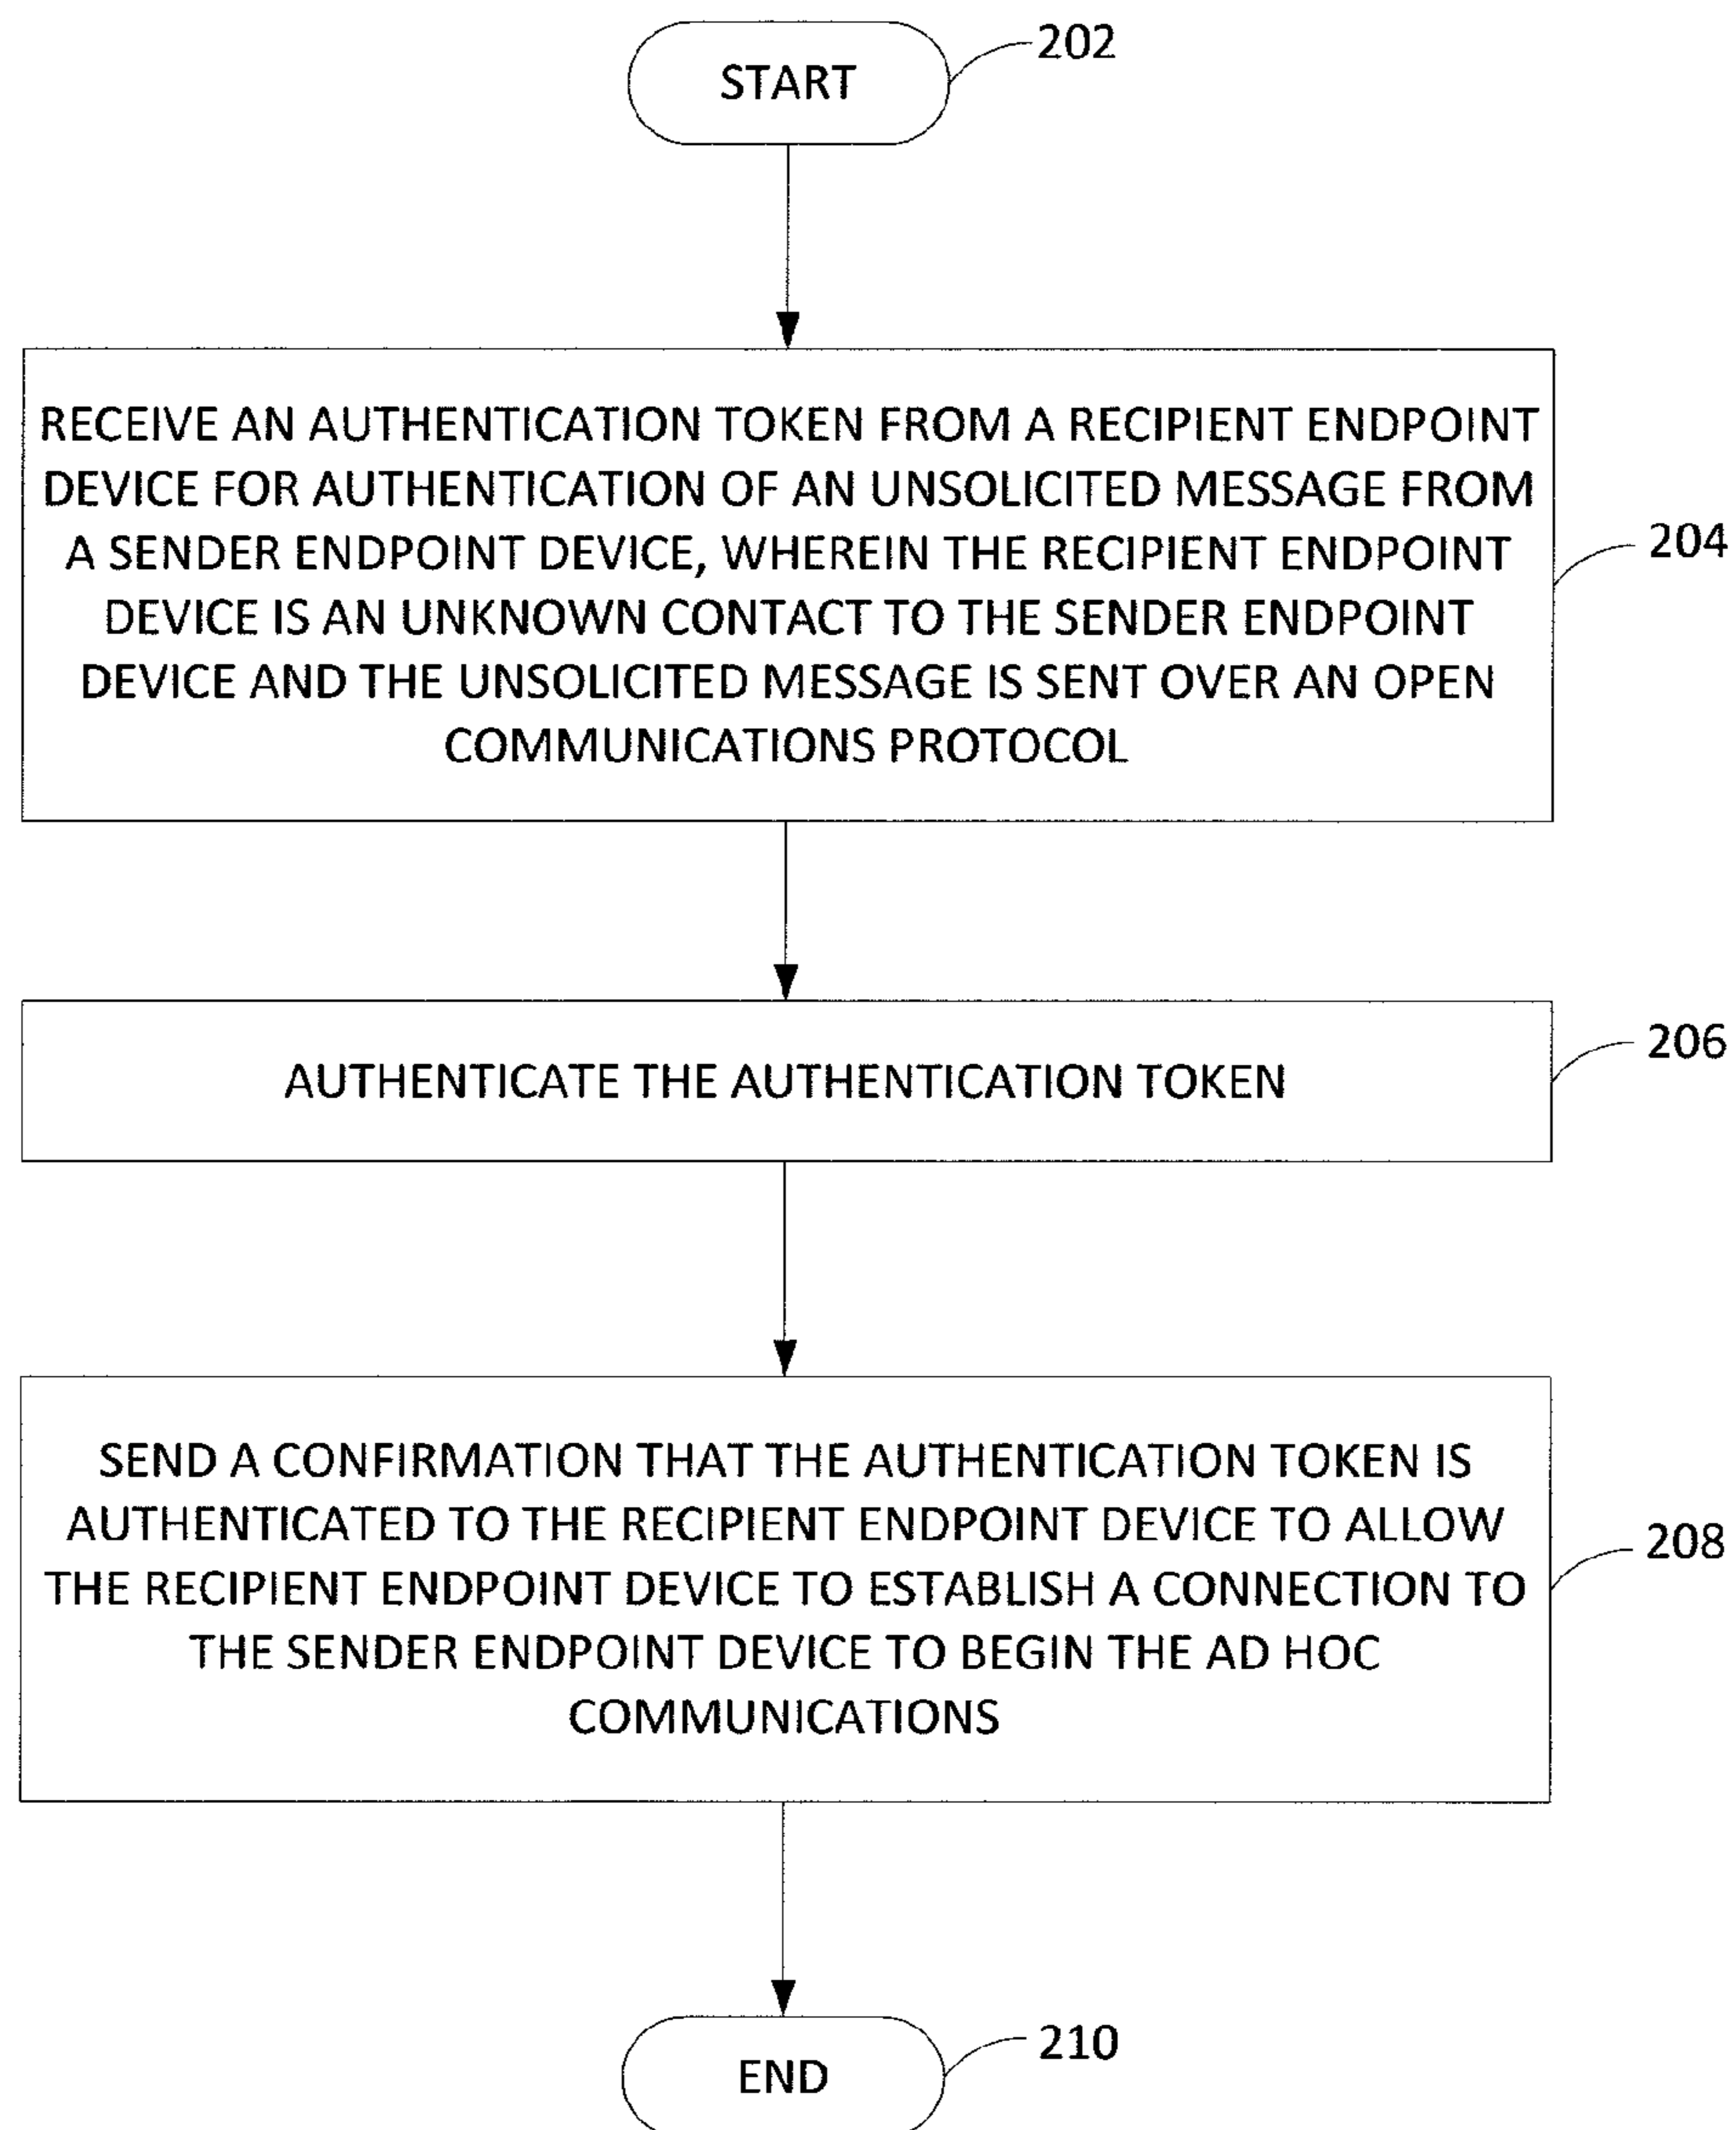 START
202
RECEIVE AN AUTHENTICATION TOKEN FROM A RECIPIENT ENDPOINT
DEVICE FOR AUTHENTICATION OF AN UNSOLICITED MESSAGE FROM
A SENDER ENDPOINT DEVICE, WHEREIN THE RECIPIENT ENDPOINT
DEVICE IS AN UNKNOWN CONTACT TO THE SENDER ENDPOINT
DEVICE AND THE UNSOLICITED MESSAGE IS SENT OVER AN OPEN
COMMUNICATIONS PROTOCOL
204
AUTHENTICATE THE AUTHENTICATION TOKEN
206
SEND A CONFIRMATION THAT THE AUTHENTICATION TOKEN IS
AUTHENTICATED TO THE RECIPIENT ENDPOINT DEVICE TO ALLOW
THE RECIPIENT ENDPOINT DEVICE TO ESTABLISH A CONNECTION TO
THE SENDER ENDPOINT DEVICE TO BEGIN THE AD HOC
COMMUNICATIONS
208
END
210